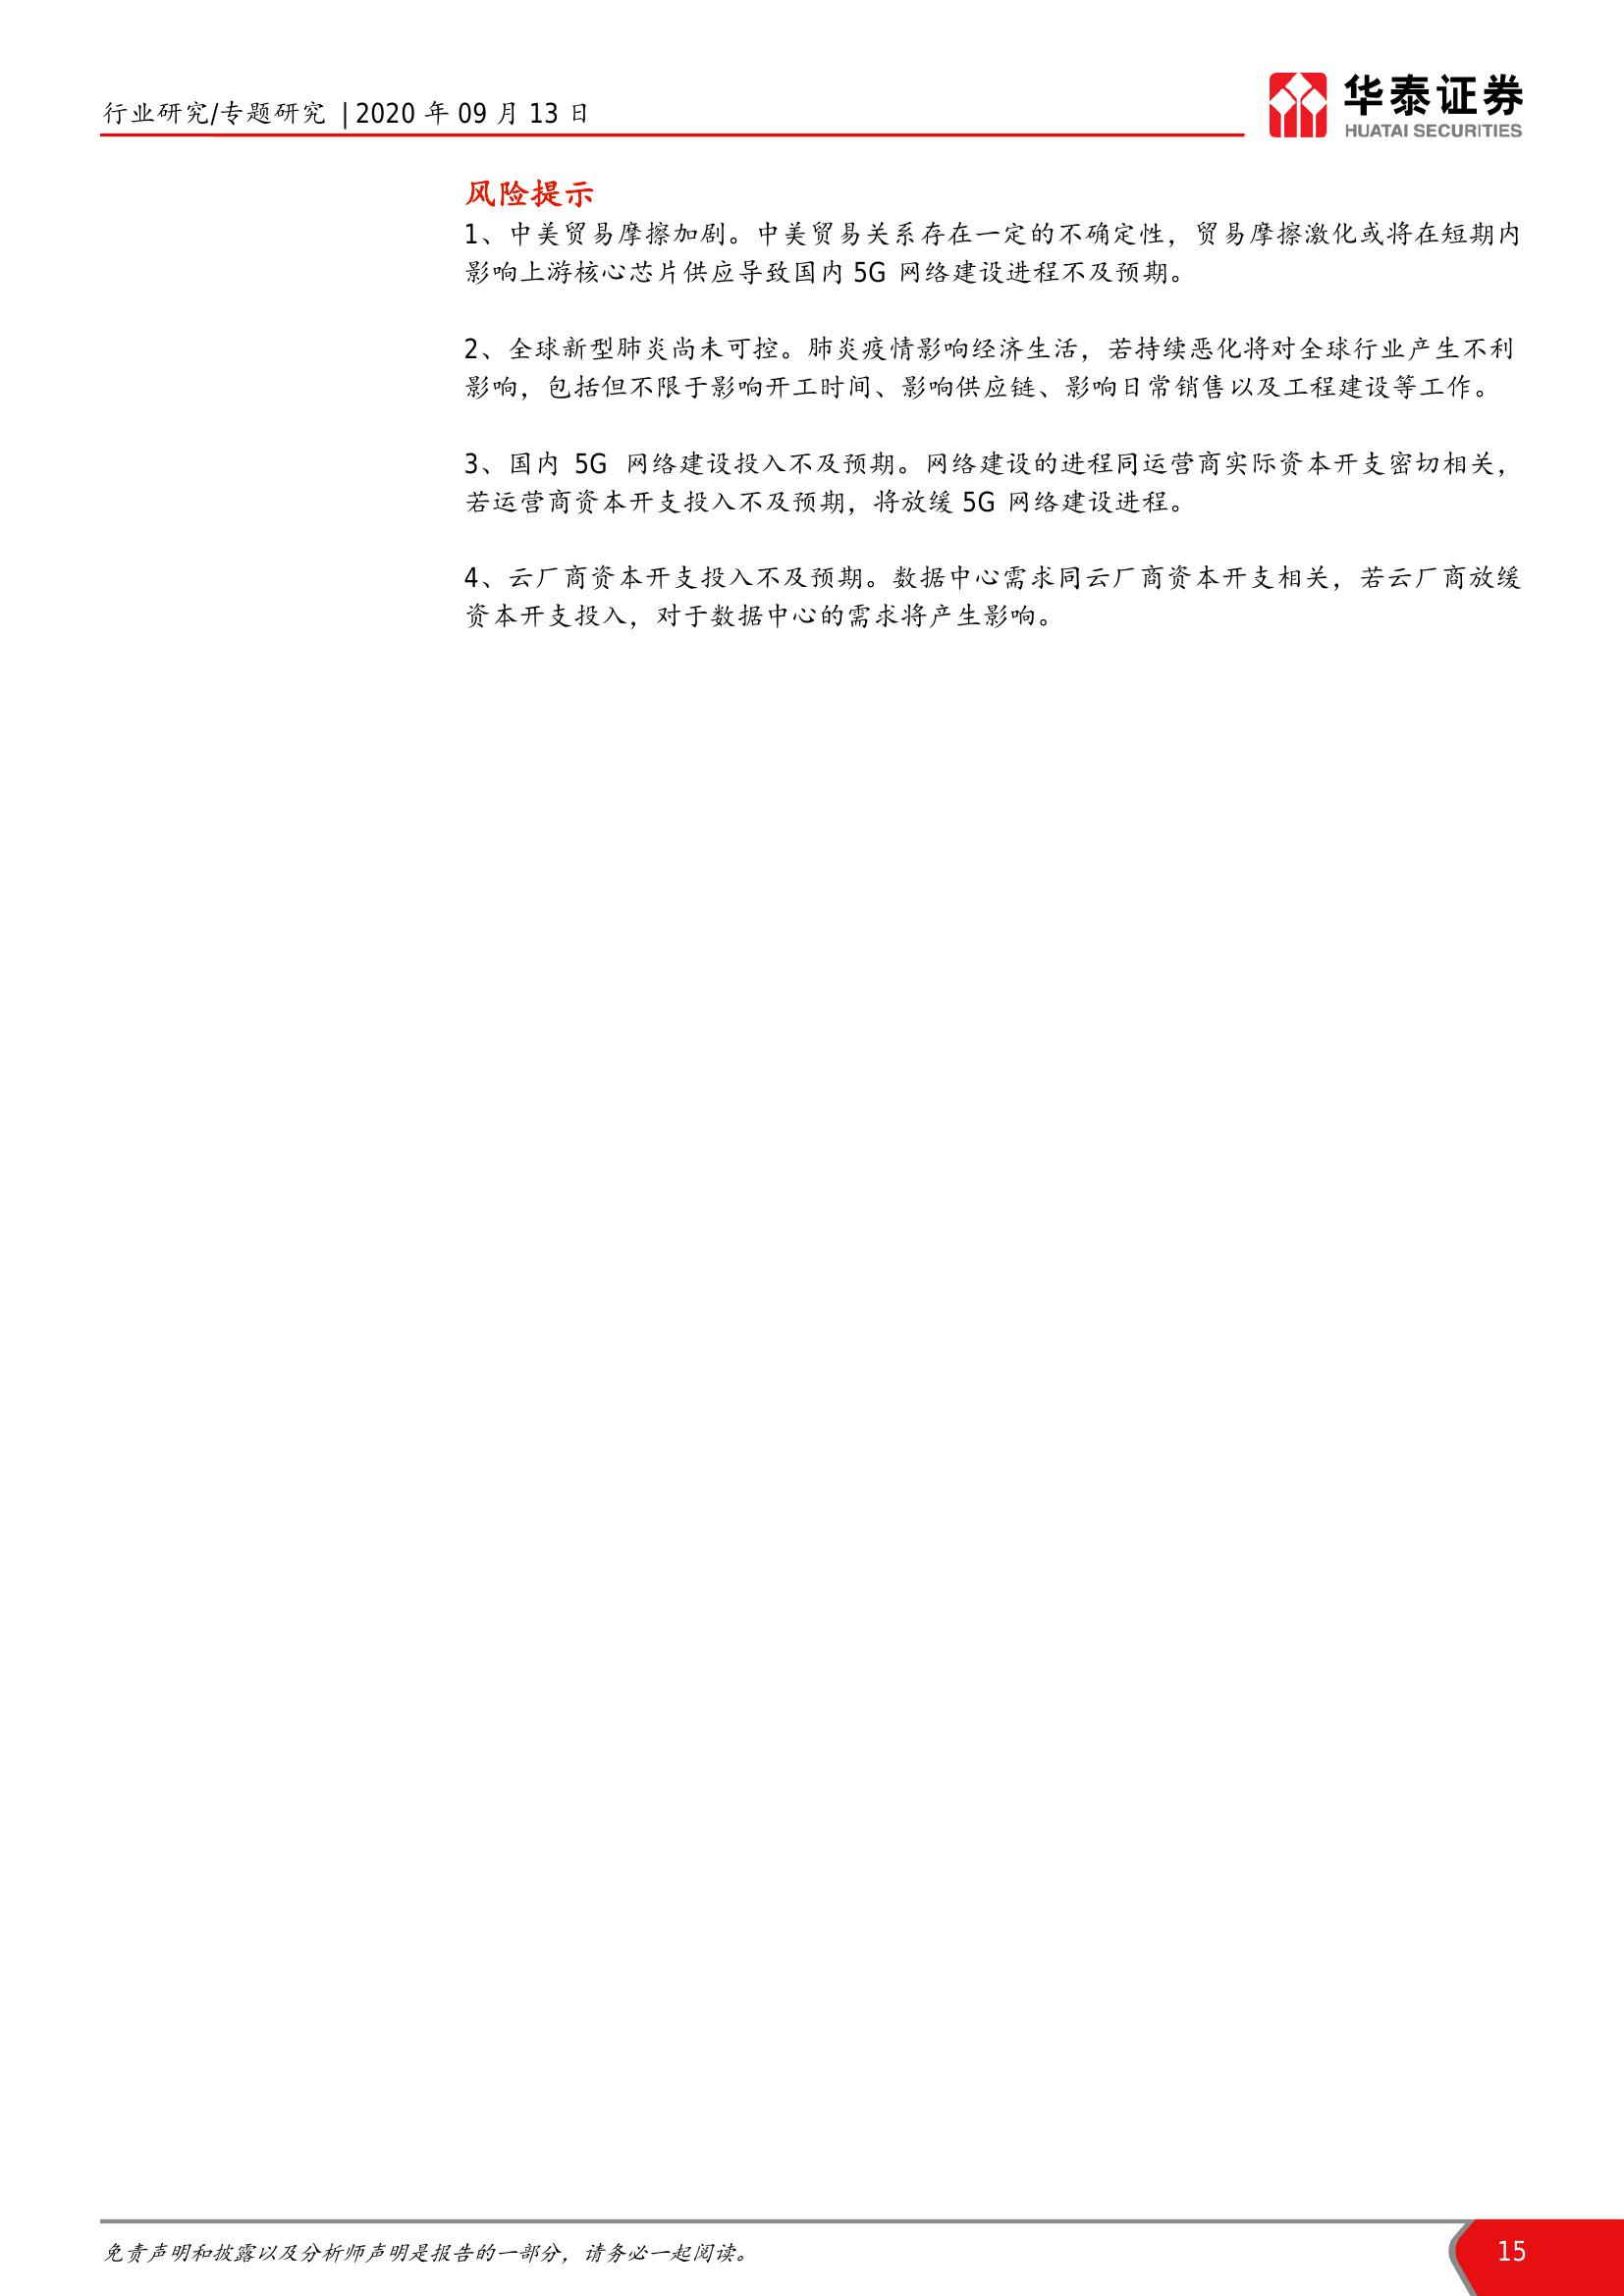 行业研究/专题研究 | 2020 年 09 月 13 日
华泰证券
HUATAI SECURITIES
风险提示
1、中美贸易摩擦加剧。中美贸易关系存在一定的不确定性，贸易摩擦激化或将在短期内
影响上游核心芯片供应导致国内 5G 网络建设进程不及预期。
2、全球新型肺炎尚未可控。肺炎疫情影响经济生活，若持续恶化将对全球行业产生不利
影响，包括但不限于影响开工时间、影响供应链、影响日常销售以及工程建设等工作。
3、国内 5G 网络建设投入不及预期。网络建设的进程同运营商实际资本开支密切相关，
若运营商资本开支投入不及预期，将放缓 5G 网络建设进程。
4、云厂商资本开支投入不及预期。数据中心需求同云厂商资本开支相关，若云厂商放缓
资本开支投入，对于数据中心的需求将产生影响。
免责声明和披露以及分析师声明是报告的一部分，请务必一起阅读。
15